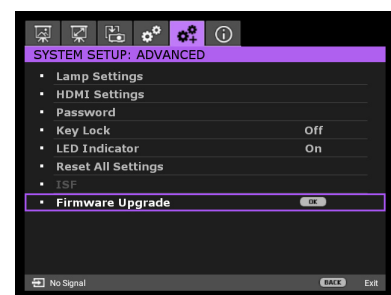 SYSTEM SETUP: ADVANCED
Lamp Settings
HDMI Settings
Password
Key Lock Off
LED Indicator On
Reset All Settings
ISF
Firmware Upgrade OK
No Signal BACK Exit